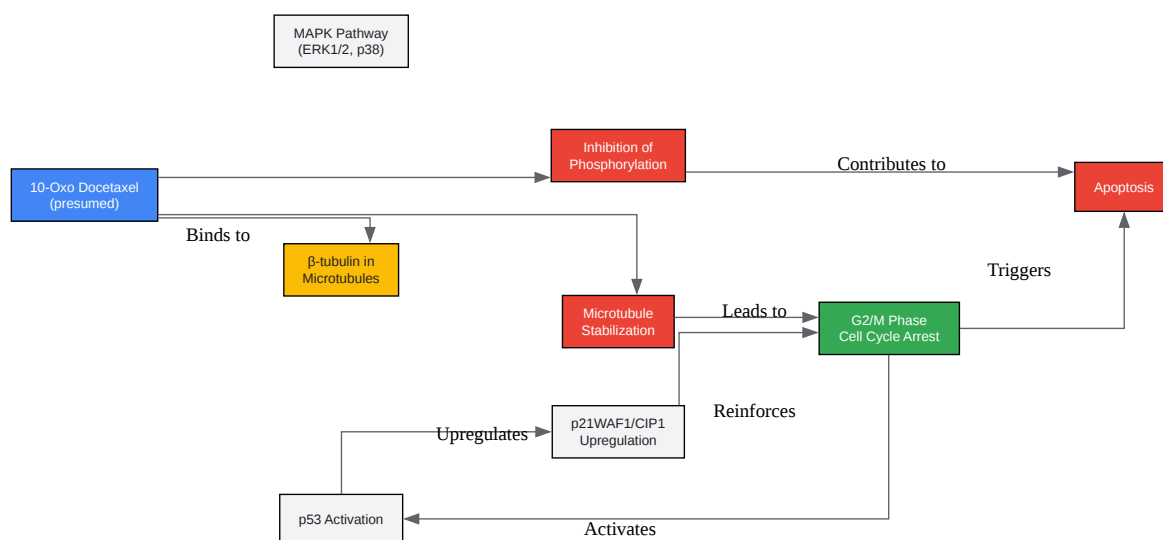 MAPK Pathway
(ERK1/2, p38)
Inhibition of
Phosphorylation
Contributes to
10-Oxo Docetaxel
(presumed)
Apoptosis
Binds to
β-tubulin in
Microtubules
Triggers
Microtubule
Stabilization
Leads to
G2/M Phase
Cell Cycle Arrest
Reinforces
p21WAF1/CIP1
Upregulation
Upregulates
p53 Activation
Activates